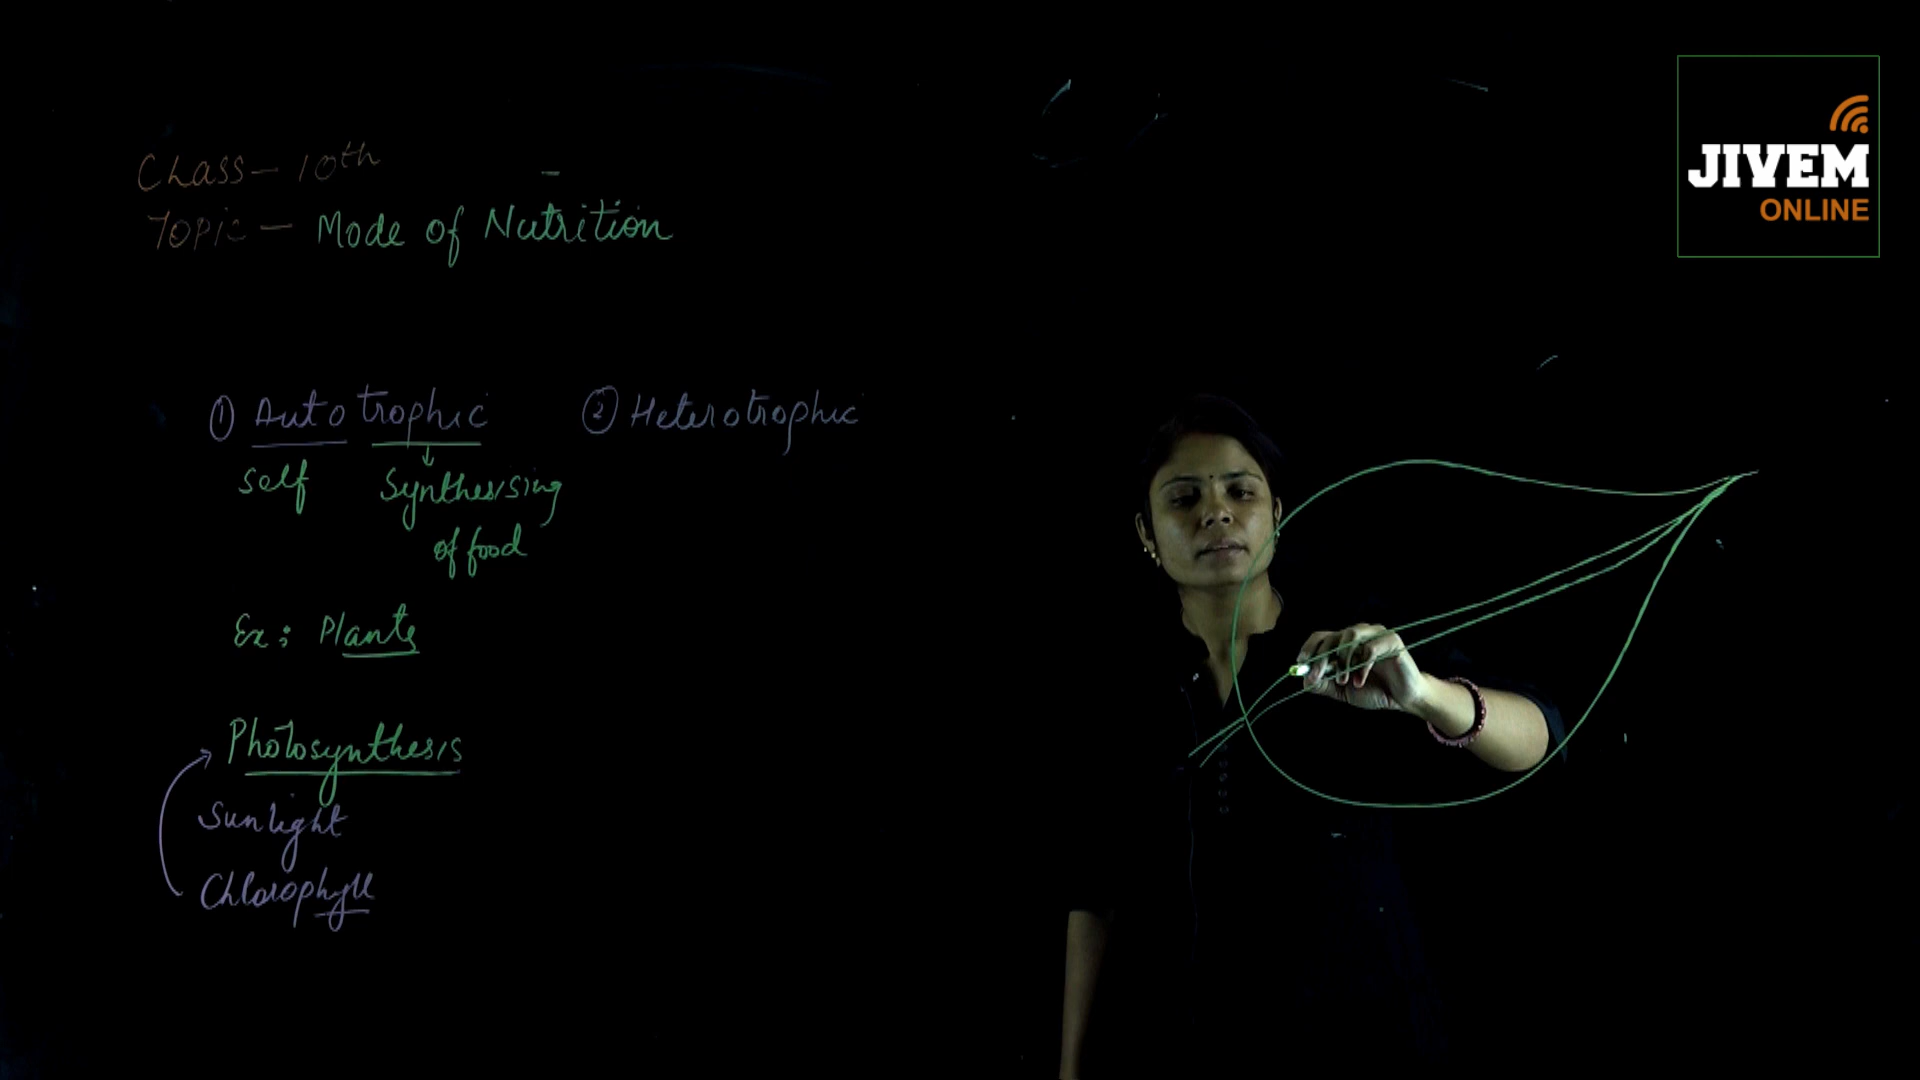 Class - 10th
Topic - Mode of Nutrition
① Autotrophic
② Heterotrophic
Self
Synthesising
of food
Ex: Plants
Photosynthesis
Sunlight
Chlorophyll
JIVEM
ONLINE